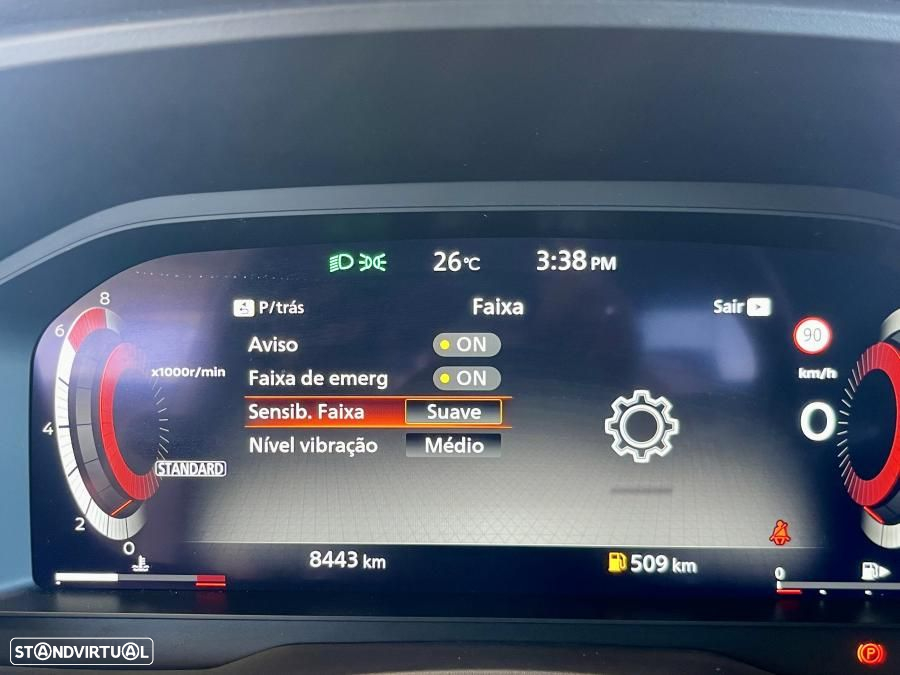 26°C 3:38 PM
P/trás Faixa Sair
8
6
x1000r/min
4
2
0
Aviso ON
Faixa de emerg ON
Sensib. Faixa Suave
Nível vibração Médio
STANDARD
90
km/h
0
8443 km 509 km
0
STANDVIRTUAL
P